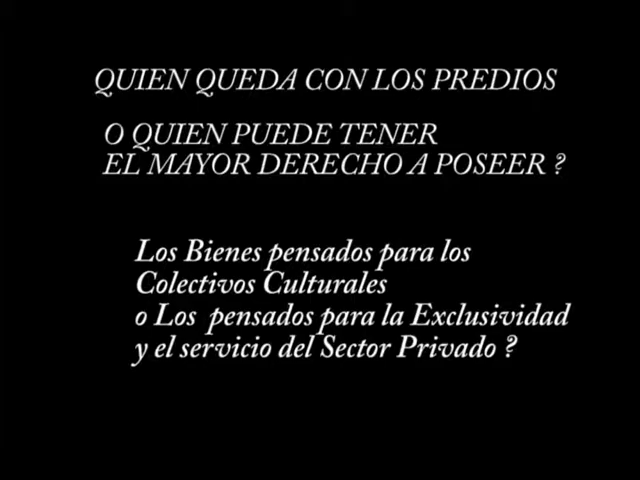 QUIEN QUEDA CON LOS PREDIOS
O QUIEN PUEDE TENER
EL MAYOR DERECHO A POSEER ?
Los Bienes pensados para los
Colectivos Culturales
o Los pensados para la Exclusividad
y el servicio del Sector Privado ?